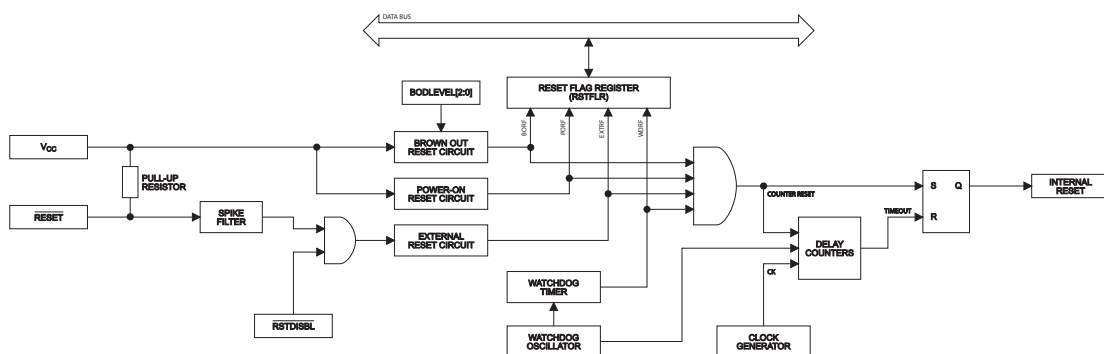 DATA BUS
RESET FLAG REGISTER
(RSTFLR)
BODLEVEL[2:0]
BORF
PORF
EXTRF
WDRF
VCC
BROWN OUT
RESET CIRCUIT
PULL-UP
RESISTOR
POWER-ON
RESET CIRCUIT
S
Q
INTERNAL
RESET
COUNTER RESET
RESET
SPIKE
FILTER
TIMEOUT
R
EXTERNAL
RESET CIRCUIT
DELAY
COUNTERS
CK
WATCHDOG
TIMER
RSTDISBL
WATCHDOG
OSCILLATOR
CLOCK
GENERATOR